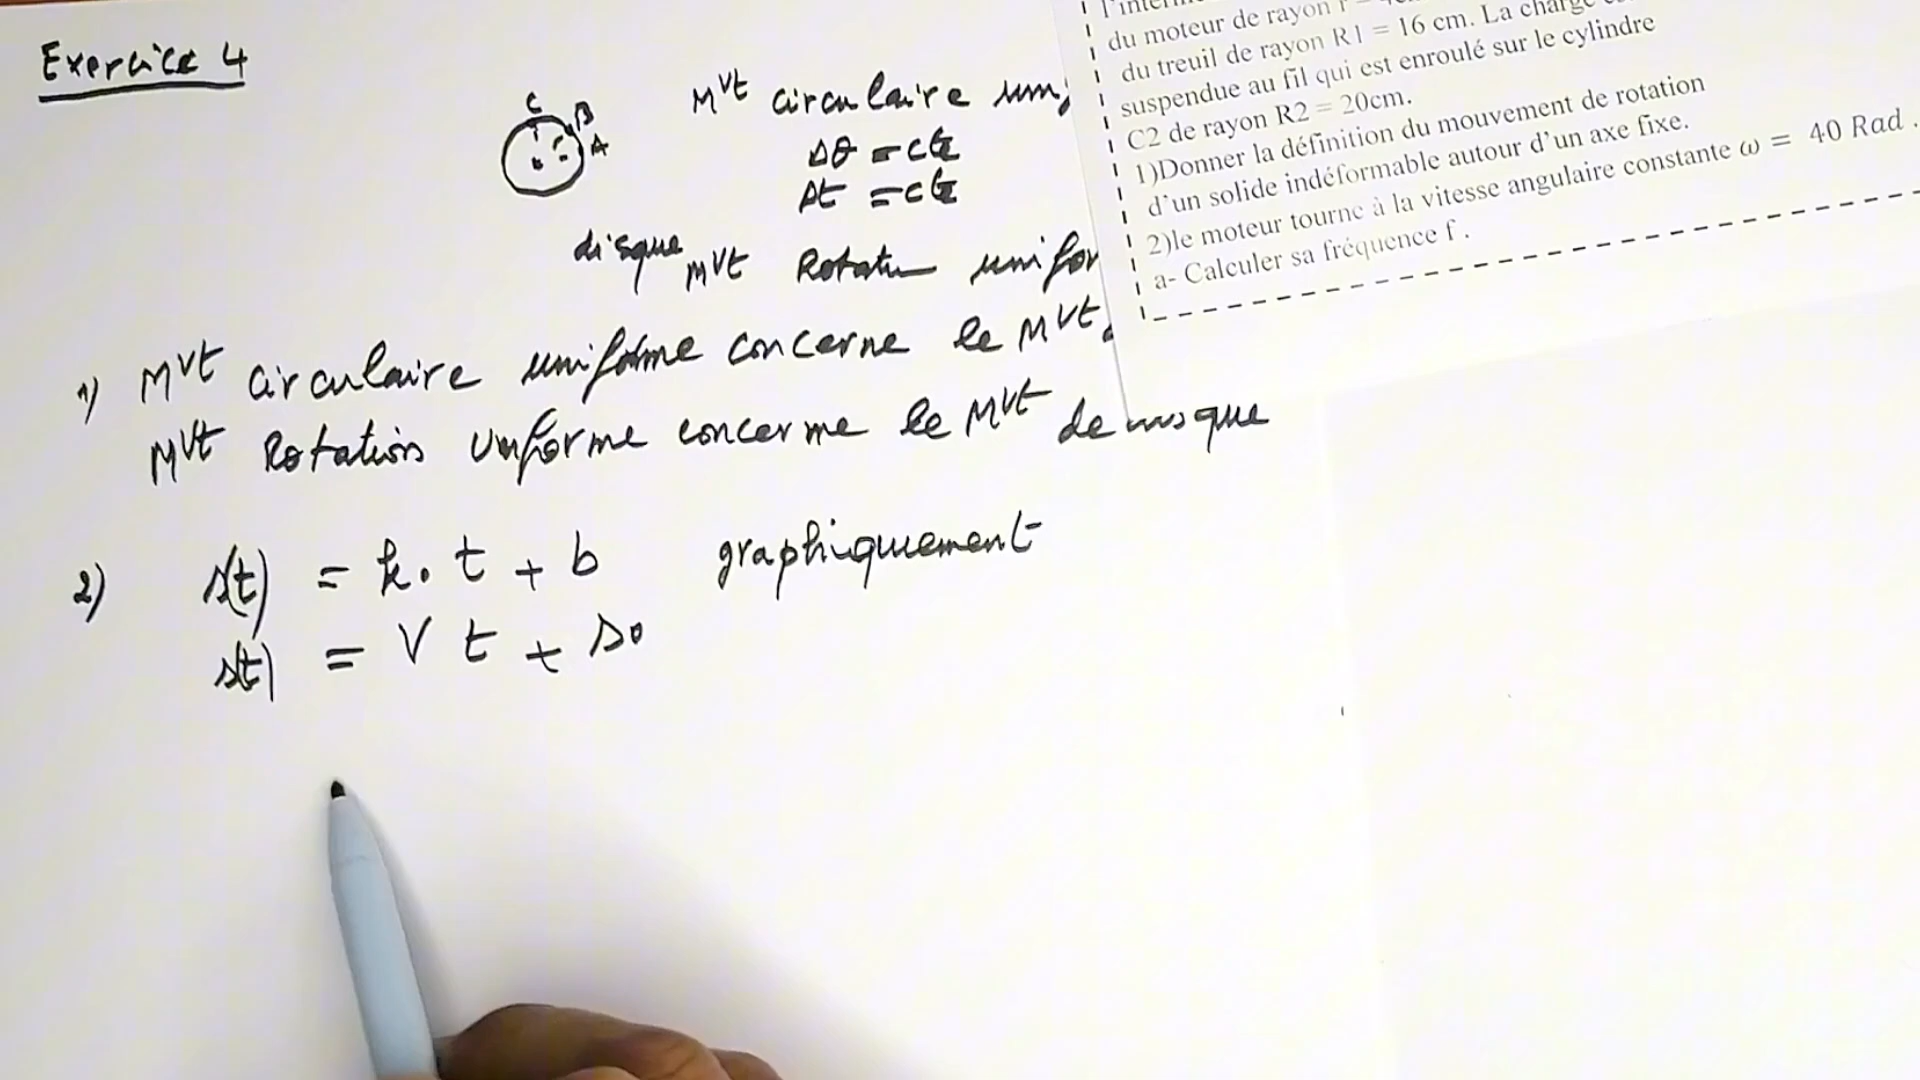 Exercice 4
C
B
A
Mvt circulaire uni
Δθ = cte
Δt = cte
disque Mvt Rotation unifor
1) Mvt circulaire uniforme concerne le Mvt
Mvt Rotation uniforme concerne le Mvt de
2) s(t) = k. t + b graphiquement
s(t) = V t + s0
du moteur de rayon r
du treuil de rayon R1 = 16 cm. La charge
suspendue au fil qui est enroulé sur le cylindre
C2 de rayon R2 = 20cm.
1)Donner la définition du mouvement de rotation
d'un solide indéformable autour d'un axe fixe.
2)le moteur tourne à la vitesse angulaire constante ω = 40 Rad .
a- Calculer sa fréquence f .